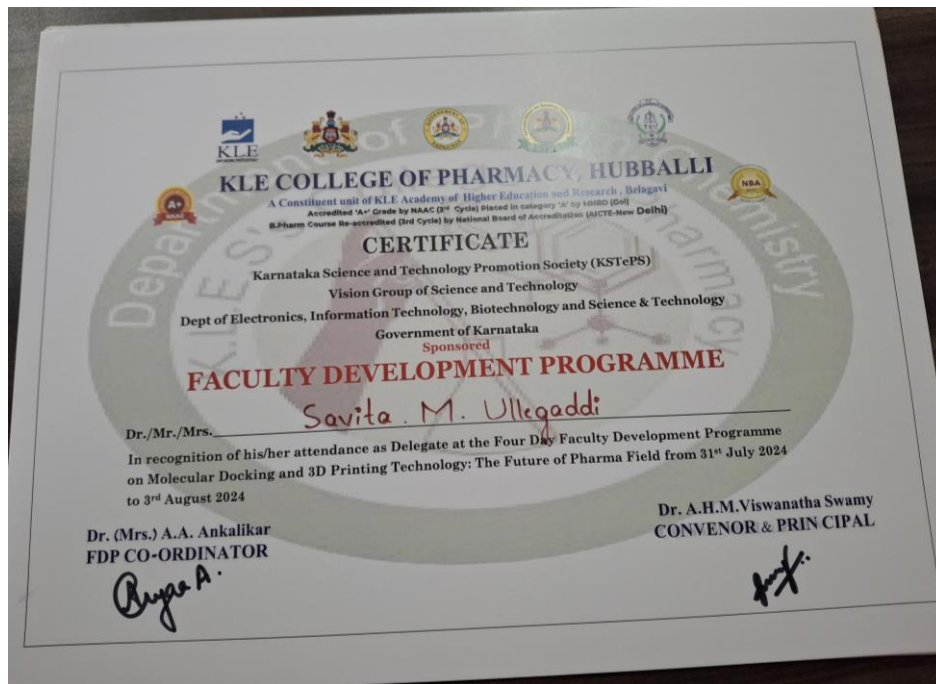 KLE
KLE COLLEGE OF PHARMACY, HUBBALLI
A Constituent unit of KLE Academy of Higher Education and Research , Belagavi
Accredited 'A+' Grade by NAAC (3rd Cycle) Placed in category 'A' by MHRD (GoI)
B.Pharm Course Re-accredited (3rd Cycle) by National Board of Accreditation (AICTE-New Delhi)
A+
NAAC
NBA
CERTIFICATE
Karnataka Science and Technology Promotion Society (KSTePS)
Vision Group of Science and Technology
Dept of Electronics, Information Technology, Biotechnology and Science & Technology
Government of Karnataka
Sponsored
FACULTY DEVELOPMENT PROGRAMME
Dr./Mr./Mrs. Savita . M . Ullegaddi
In recognition of his/her attendance as Delegate at the Four Day Faculty Development Programme
on Molecular Docking and 3D Printing Technology: The Future of Pharma Field from 31st July 2024
to 3rd August 2024
Dr. (Mrs.) A.A. Ankalikar
FDP CO-ORDINATOR
Dr. A.H.M.Viswanatha Swamy
CONVENOR & PRINCIPAL